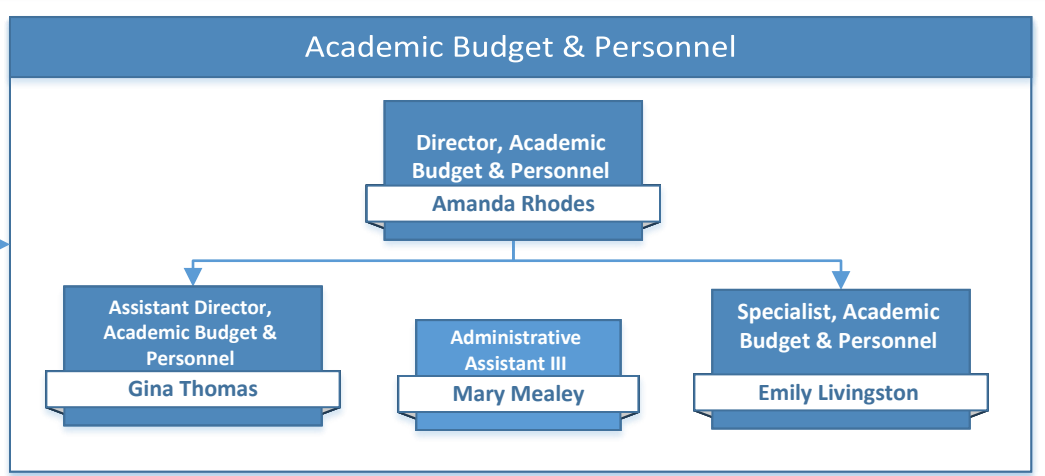 Academic Budget & Personnel
Director, Academic
Budget & Personnel
Amanda Rhodes
Assistant Director,
Academic Budget &
Personnel
Gina Thomas
Administrative
Assistant III
Mary Mealey
Specialist, Academic
Budget & Personnel
Emily Livingston